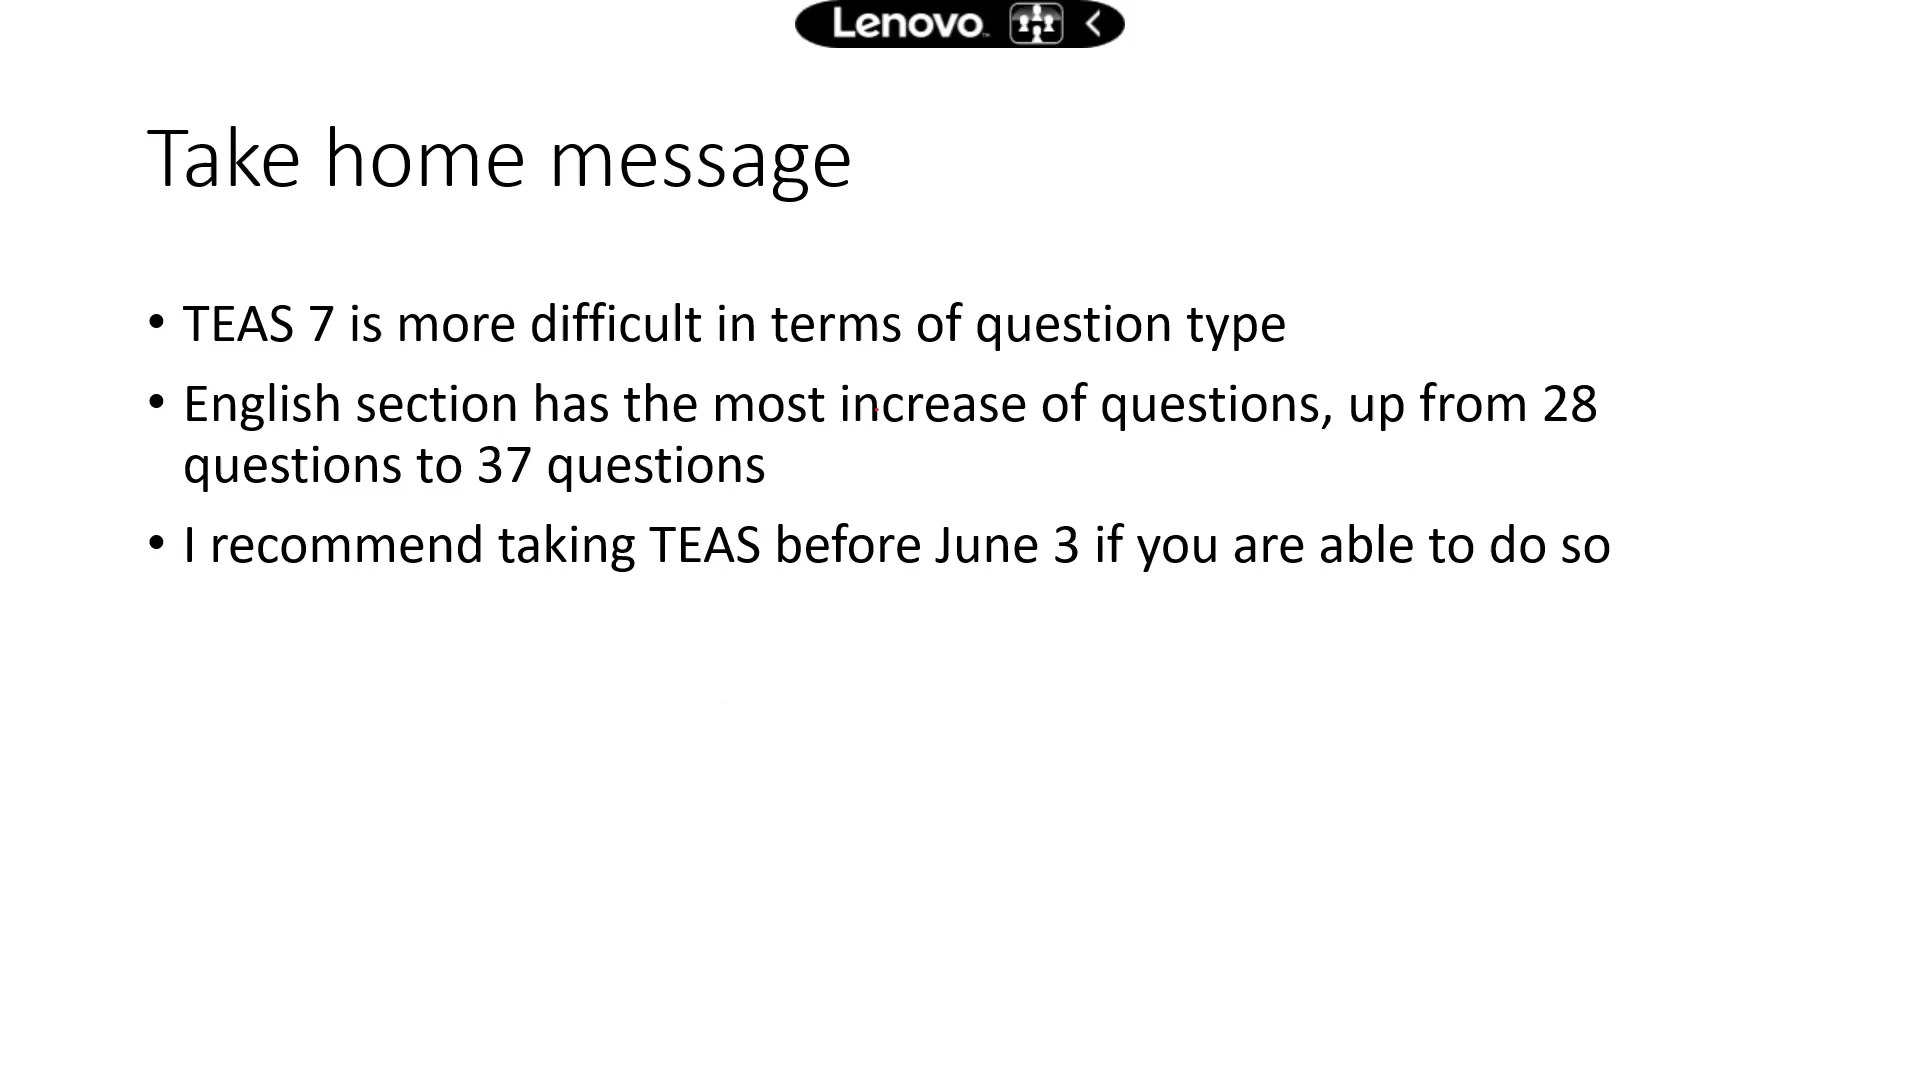 Lenovo
Take home message
• TEAS 7 is more difficult in terms of question type
• English section has the most increase of questions, up from 28
questions to 37 questions
• I recommend taking TEAS before June 3 if you are able to do so